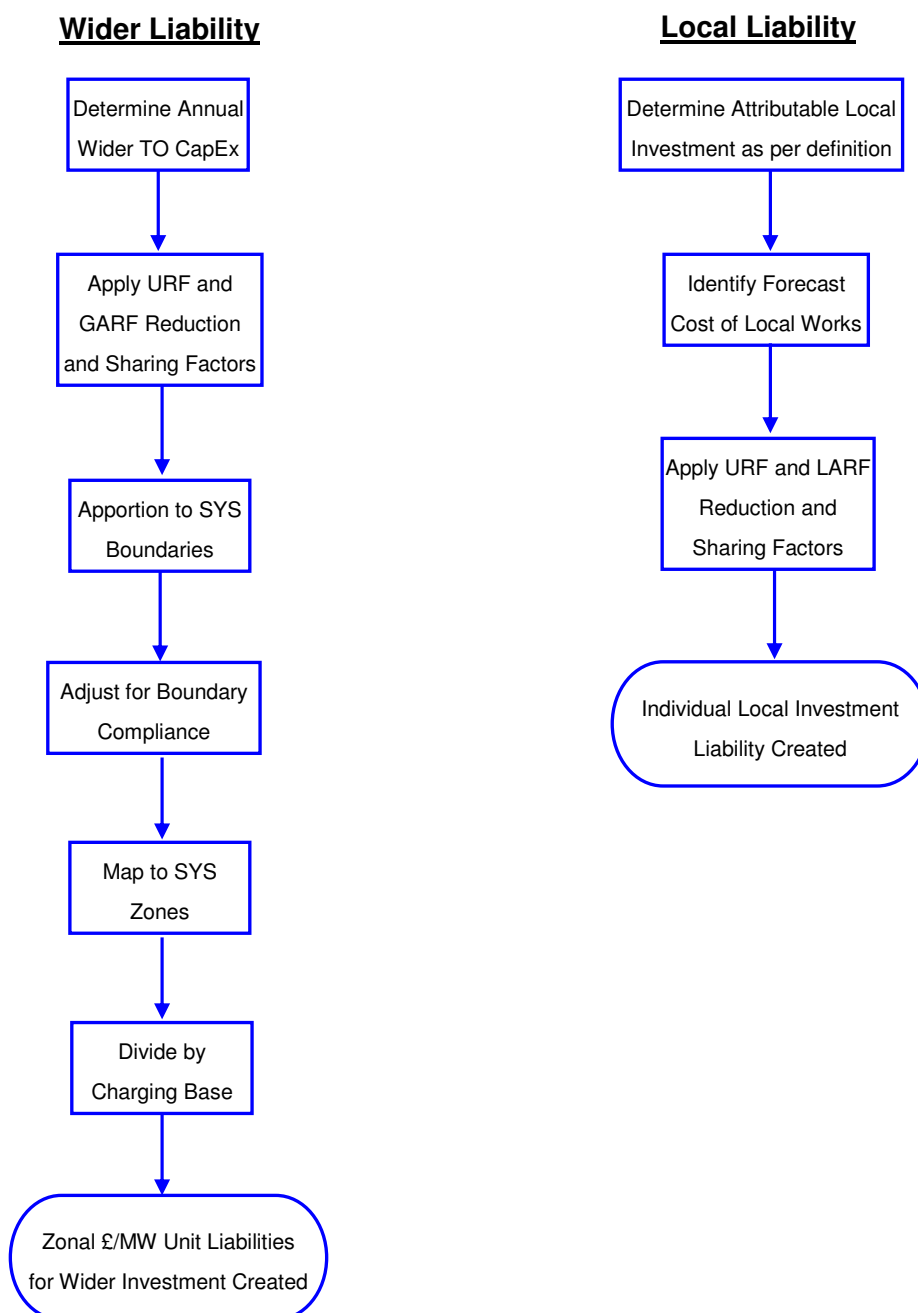 Wider Liability
Determine Annual
Wider TO CapEx
Apply URF and
GARF Reduction
and Sharing Factors
Apportion to SYS
Boundaries
Adjust for Boundary
Compliance
Map to SYS
Zones
Divide by
Charging Base
Zonal £/MW Unit Liabilities
for Wider Investment Created
Local Liability
Determine Attributable Local
Investment as per definition
Identify Forecast
Cost of Local Works
Apply URF and LARF
Reduction and
Sharing Factors
Individual Local Investment
Liability Created